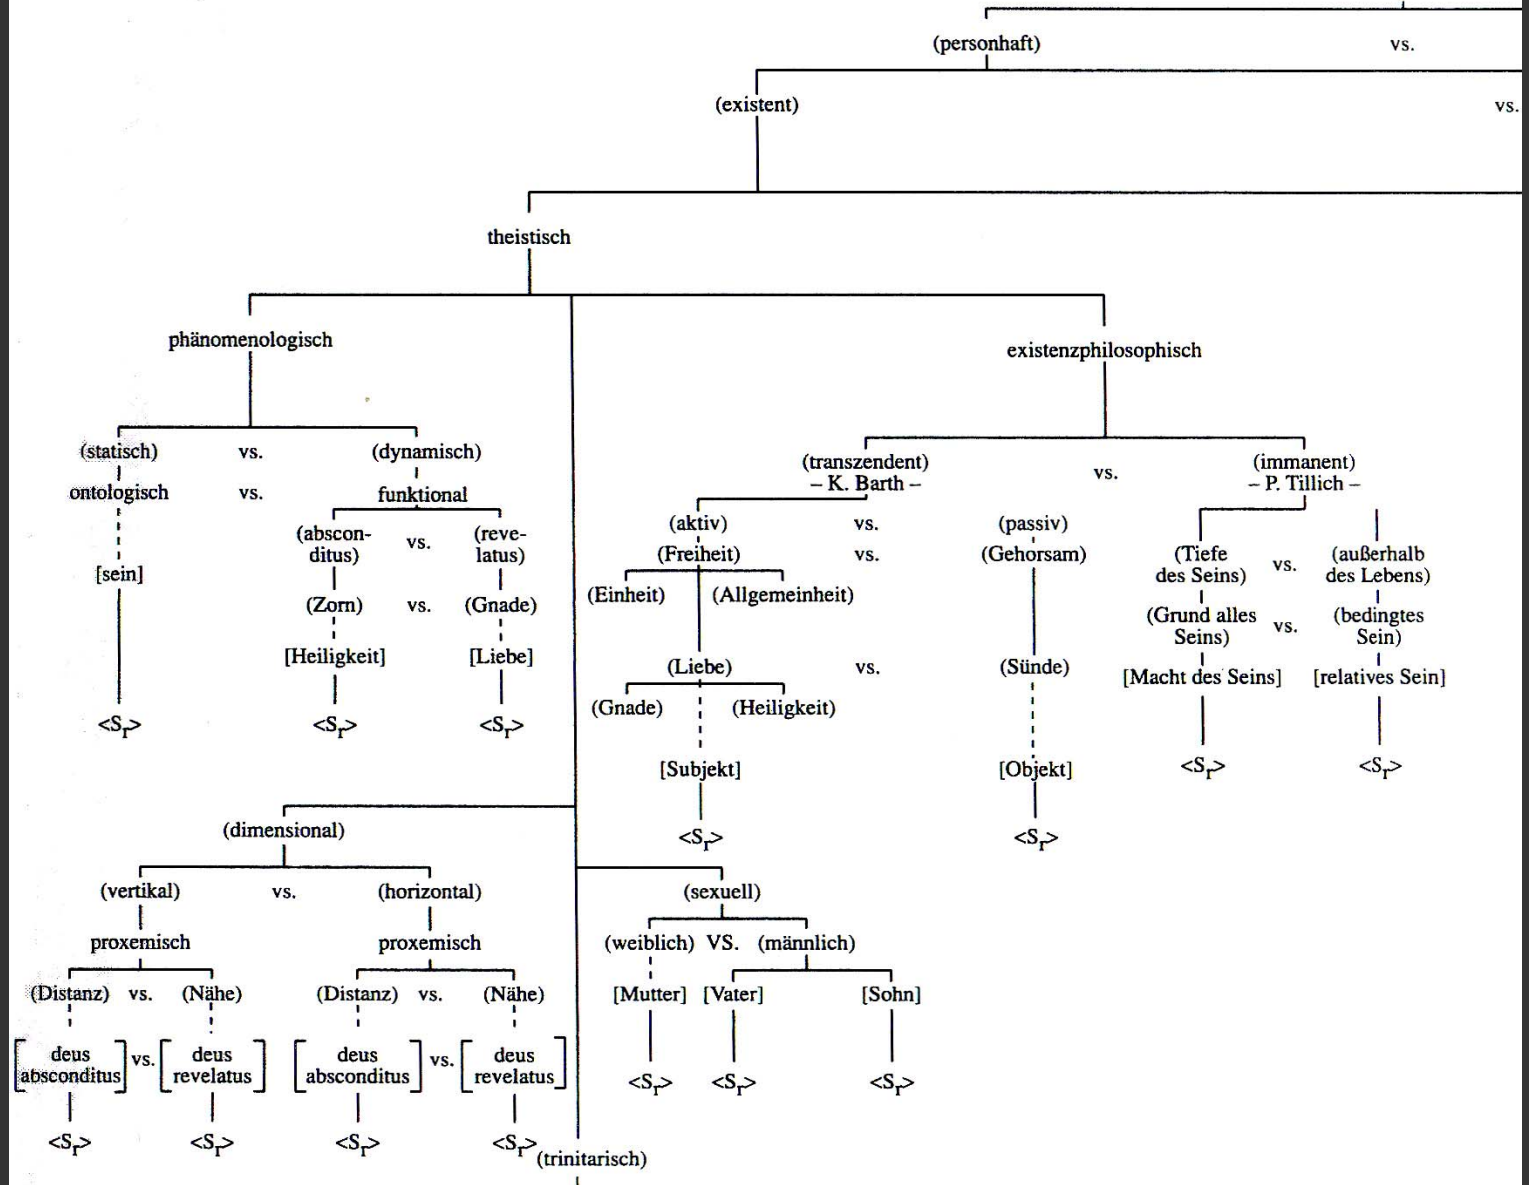 (personhaft) vs.
(existent) vs.
theistisch
phänomenologisch
existenzphilosophisch
(statisch) vs. (dynamisch)
ontologisch vs. funktional
(abscon-
ditus) vs. (reve-
latus)
[sein]
(Zorn) vs. (Gnade)
[Heiligkeit] [Liebe]
<Sr> <Sr> <Sr>
(transzendent) vs. (immanent)
– K. Barth – – P. Tillich –
(aktiv) vs. (passiv)
(Freiheit) vs. (Gehorsam)
(Einheit) (Allgemeinheit)
(Liebe) vs. (Sünde)
(Gnade) (Heiligkeit)
[Subjekt] [Objekt]
<Sr> <Sr>
(Tiefe
des Seins) vs. (außerhalb
des Lebens)
(Grund alles
Seins) vs. (bedingtes
Sein)
[Macht des Seins] [relatives Sein]
<Sr> <Sr>
(dimensional)
(vertikal) vs. (horizontal)
proxemisch proxemisch
(Distanz) vs. (Nähe) (Distanz) vs. (Nähe)
[deus
absconditus] vs. [deus
revelatus] [deus
absconditus] vs. [deus
revelatus]
<Sr> <Sr> <Sr> <Sr>
(sexuell)
(weiblich) VS. (männlich)
[Mutter] [Vater] [Sohn]
<Sr> <Sr> <Sr>
(trinitarisch)